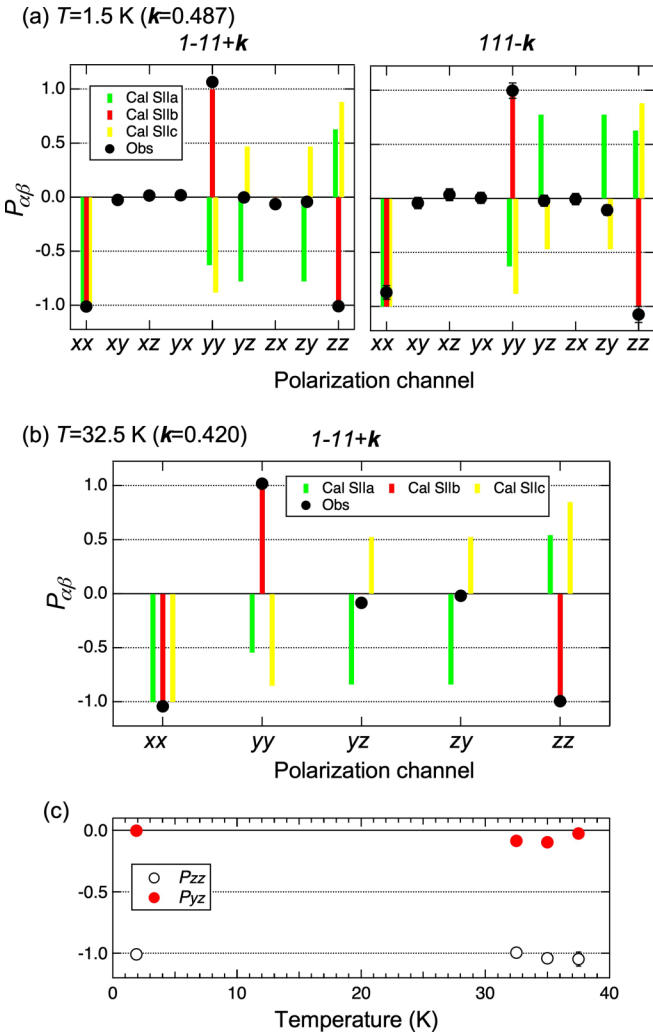 (a) T=1.5 K (k=0.487)
1-11+k
111-k
1.0
0.5
0.0
-0.5
-1.0
Pαβ
Cal SIIa
Cal SIIb
Cal SIIc
Obs
xx xy xz yx yy yz zx zy zz
xx xy xz yx yy yz zx zy zz
Polarization channel
(b) T=32.5 K (k=0.420)
1-11+k
1.0
0.5
0.0
-0.5
-1.0
Pαβ
Cal SIIa Cal SIIb Cal SIIc
Obs
xx yy yz zy zz
Polarization channel
(c)
0.0
-0.5
-1.0
Pzz
Pyz
0 10 20 30 40
Temperature (K)